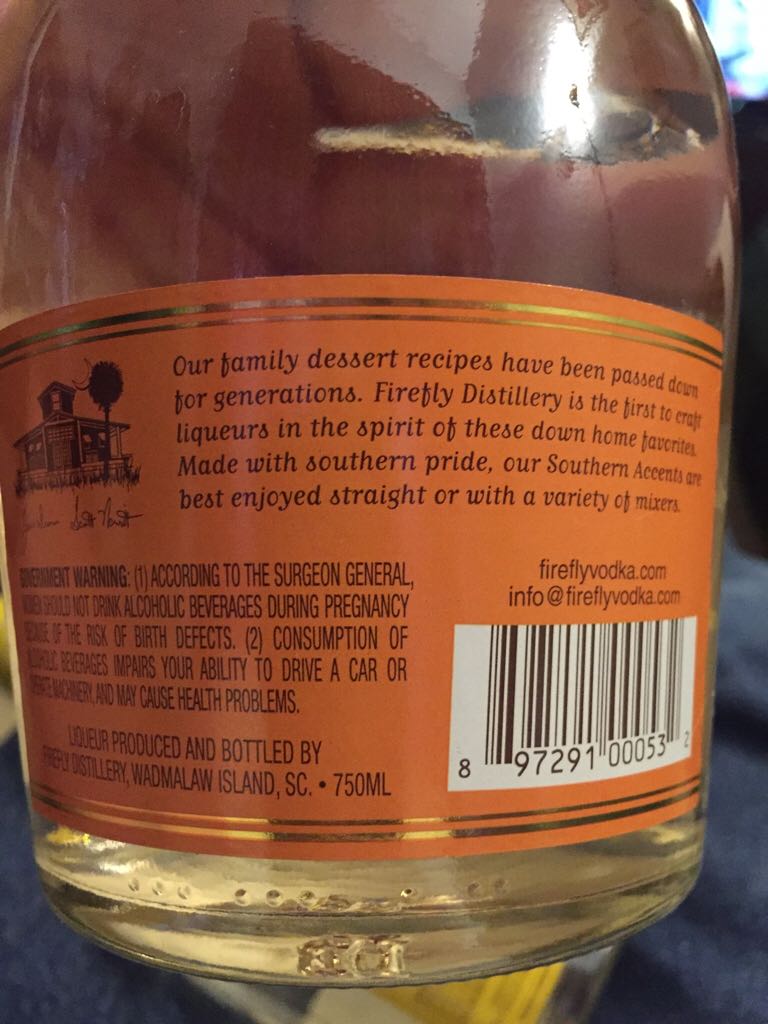 Our family dessert recipes have been passed down
for generations. Firefly Distillery is the first to craft
liqueurs in the spirit of these down home favorites.
Made with southern pride, our Southern Accents are
best enjoyed straight or with a variety of mixers.
GOVERNMENT WARNING: (1) ACCORDING TO THE SURGEON GENERAL,
WOMEN SHOULD NOT DRINK ALCOHOLIC BEVERAGES DURING PREGNANCY
BECAUSE OF THE RISK OF BIRTH DEFECTS. (2) CONSUMPTION OF
ALCOHOLIC BEVERAGES IMPAIRS YOUR ABILITY TO DRIVE A CAR OR
OPERATE MACHINERY, AND MAY CAUSE HEALTH PROBLEMS.
LIQUEUR PRODUCED AND BOTTLED BY
FIREFLY DISTILLERY, WADMALAW ISLAND, SC. • 750ML
fireflyvodka.com
info@fireflyvodka.com
8 97291 00053 2